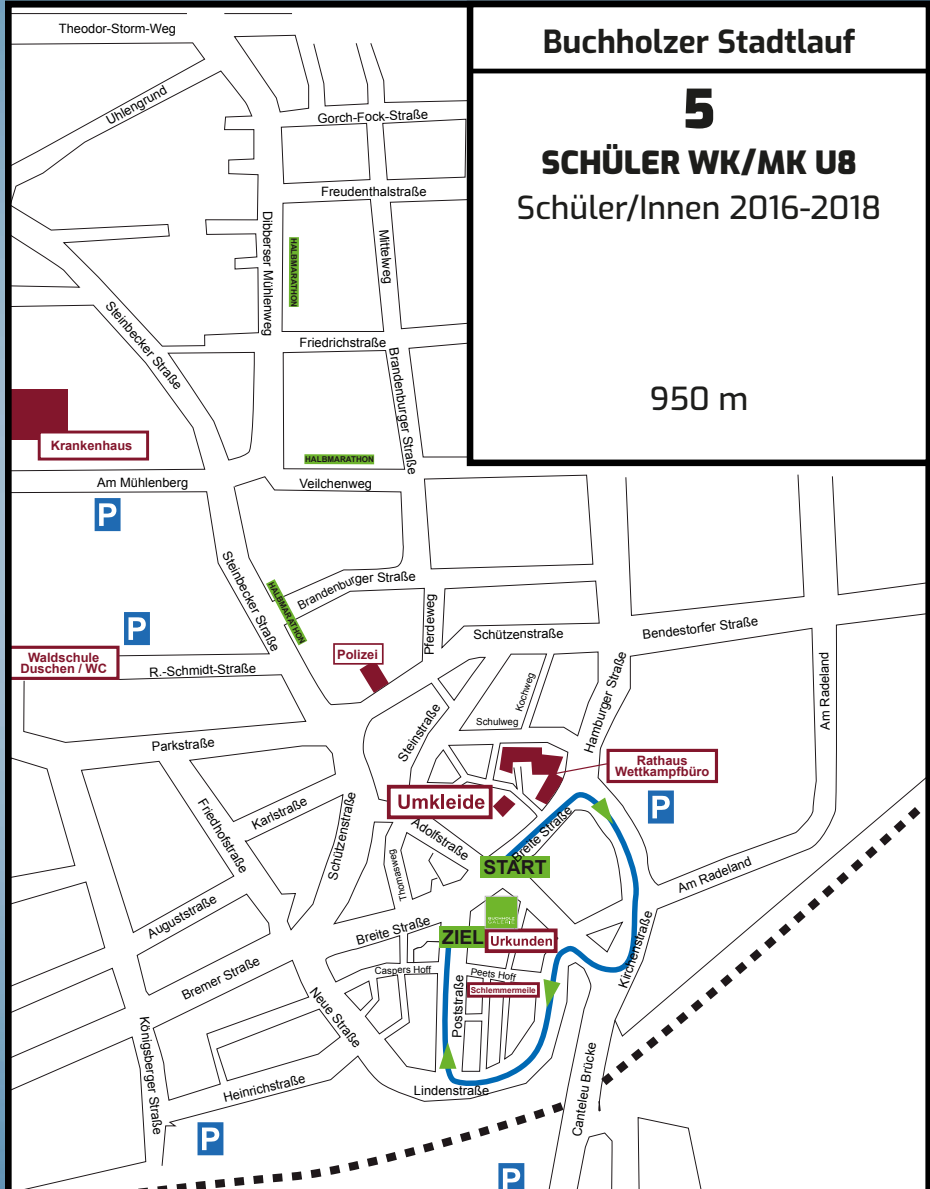 Buchholzer Stadtlauf
5
SCHÜLER WK/MK U8
Schüler/Innen 2016-2018
950 m
Theodor-Storm-Weg
Uhlengrund
Gorch-Fock-Straße
Freudenthalstraße
Dibberser Mühlenweg
HALBMARATHON
Mittelweg
Steinbecker Straße
Friedrichstraße
Brandenburger Straße
Krankenhaus
HALBMARATHON
Am Mühlenberg
Veilchenweg
P
Steinbecker Straße
HALBMARATHON
Brandenburger Straße
Pferdeweg
P
Schützenstraße
Bendestorfer Straße
Polizei
Waldschule
Duschen / WC
R.-Schmidt-Straße
Kochweg
Hamburger Straße
Am Radeland
Steinstraße
Schulweg
Parkstraße
Rathaus
Wettkampfbüro
Umkleide
P
Friedhofstraße
Karlstraße
Schützenstraße
Adolfstraße
Breite Straße
Thomasweg
START
Am Radeland
Auguststraße
BUCHHOLZ
GALERIE
Breite Straße
ZIEL
Urkunden
Kirchenstraße
Bremer Straße
Caspers Hoff
Peets Hoff
Schlemmermeile
Neue Straße
Poststraße
Königsberger Straße
Heinrichstraße
Lindenstraße
Canteleu Brücke
P
P